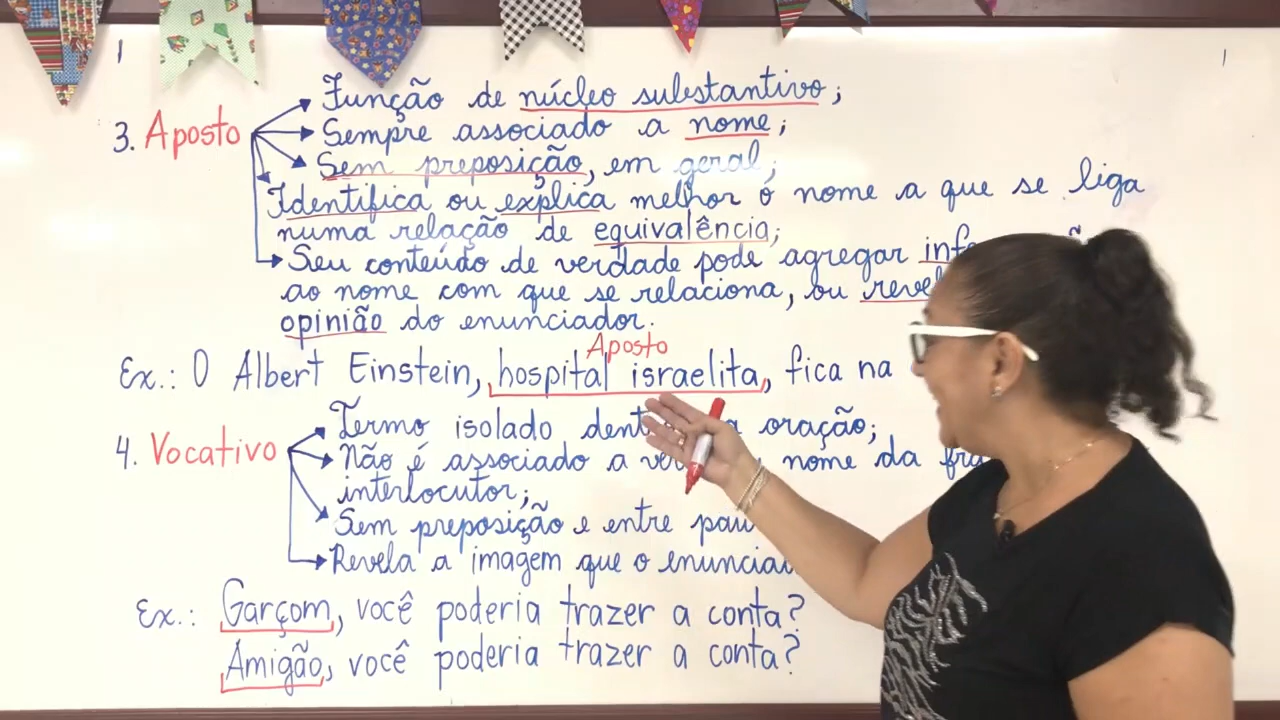 Função de núcleo substantivo;
3. Aposto Sempre associado a nome;
Sem preposição, em geral;
Identifica ou explica melhor o nome a que se liga
numa relação de equivalência;
Seu conteúdo de verdade pode agregar
ao nome com que se relaciona, ou
opinião do enunciador.
Aposto
Ex.: O Albert Einstein, hospital israelita, fica na
Termo isolado da oração;
4. Vocativo Não é associado a nome da
interlocutor;
Sem preposição e entre
Revela a imagem que o
Ex.: Garçom, você poderia trazer a conta?
Amigão, você poderia trazer a conta?